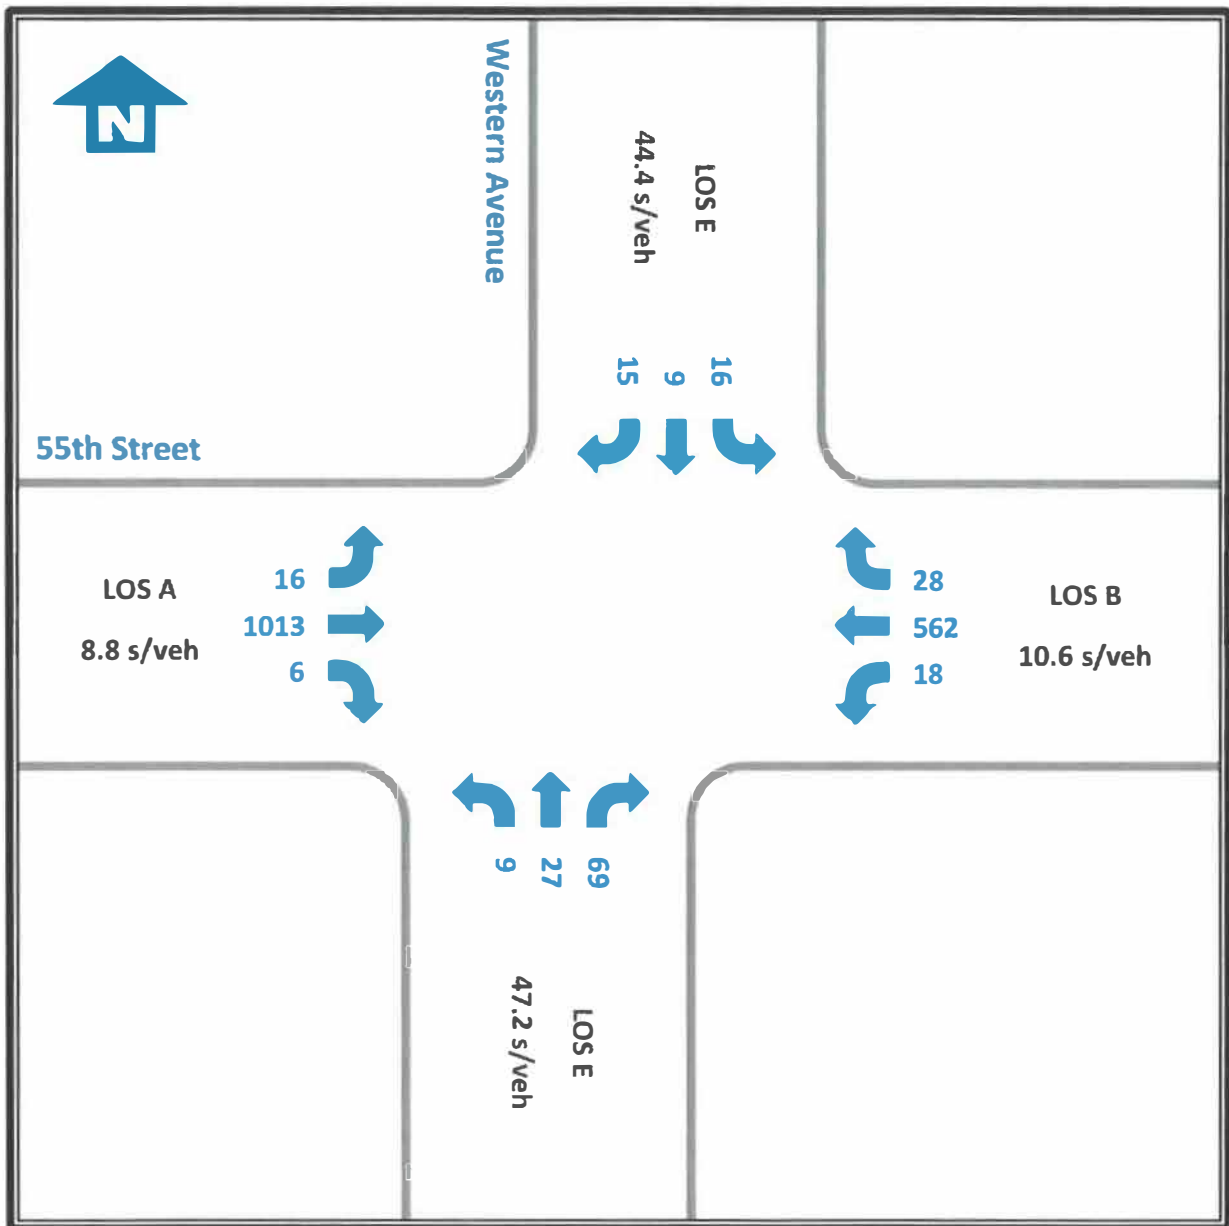 N
Western Avenue
LOS E
44.4 s/veh
15
9
16
55th Street
LOS A
8.8 s/veh
16
1013
6
28
562
18
LOS B
10.6 s/veh
9
27
69
LOS E
47.2 s/veh